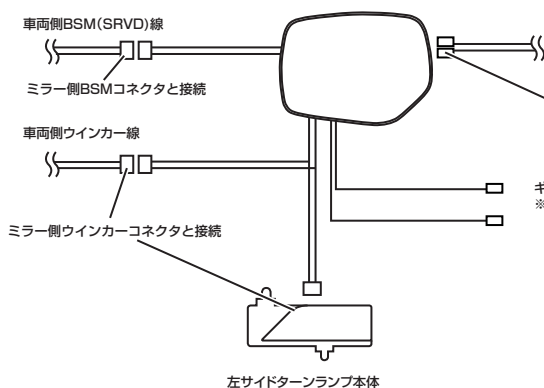 車両側BSM(SRVD)線
ミラー側BSMコネクタと接続
車両側ウインカー線
ミラー側ウインカーコネクタと接続
※
左サイドターンランプ本体